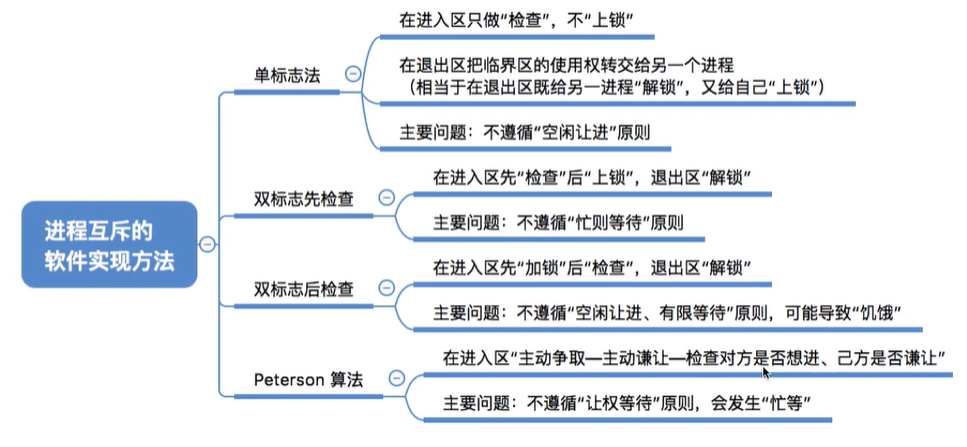 进程互斥的
软件实现方法
单标志法
在进入区只做“检查”，不“上锁”
在退出区把临界区的使用权转交给另一个进程
（相当于在退出区既给另一进程“解锁”，又给自己“上锁”）
主要问题：不遵循“空闲让进”原则
双标志先检查
在进入区先“检查”后“上锁”，退出区“解锁”
主要问题：不遵循“忙则等待”原则
双标志后检查
在进入区先“加锁”后“检查”，退出区“解锁”
主要问题：不遵循“空闲让进、有限等待”原则，可能导致“饥饿”
Peterson 算法
在进入区“主动争取—主动谦让—检查对方是否想进、己方是否谦让”
主要问题：不遵循“让权等待”原则，会发生“忙等”